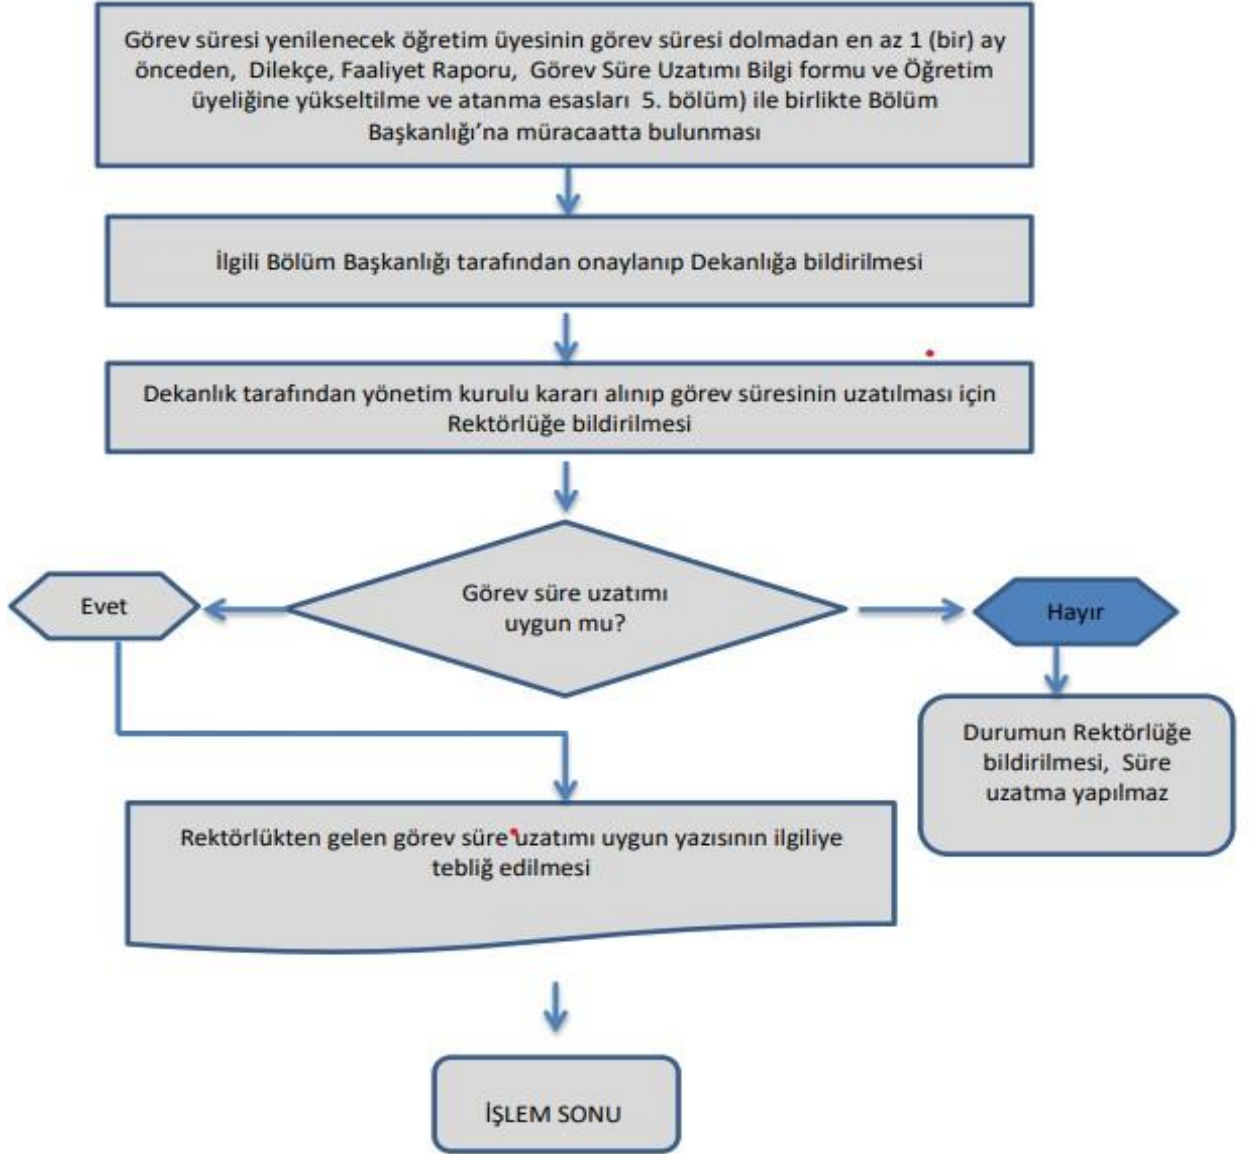 Görev süresi yenilenecek öğretim üyesinin görev süresi dolmadan en az 1 (bir) ay
önceden, Dilekçe, Faaliyet Raporu, Görev Süre Uzatımı Bilgi formu ve Öğretim
üyeliğine yükseltilme ve atanma esasları 5. bölüm) ile birlikte Bölüm
Başkanlığı’na müracaatta bulunması
İlgili Bölüm Başkanlığı tarafından onaylanıp Dekanlığa bildirilmesi
Dekanlık tarafından yönetim kurulu kararı alınıp görev süresinin uzatılması için
Rektörlüğe bildirilmesi
Görev süre uzatımı
uygun mu?
Evet
Hayır
Durumun Rektörlüğe
bildirilmesi, Süre
uzatma yapılmaz
Rektörlükten gelen görev süre uzatımı uygun yazısının ilgiliye
tebliğ edilmesi
İŞLEM SONU